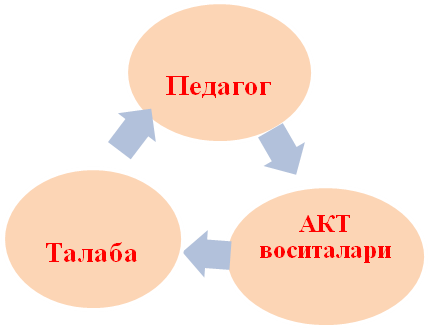 Педагог
АКТ
воситалари
Талаба